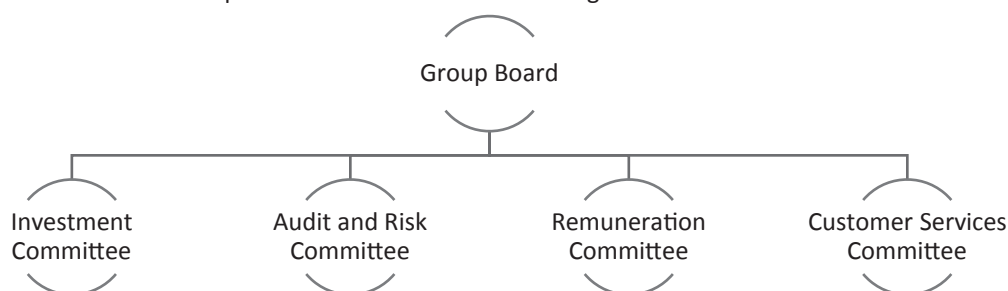 Group Board
Investment
Committee
Audit and Risk
Committee
Remuneration
Committee
Customer Services
Committee